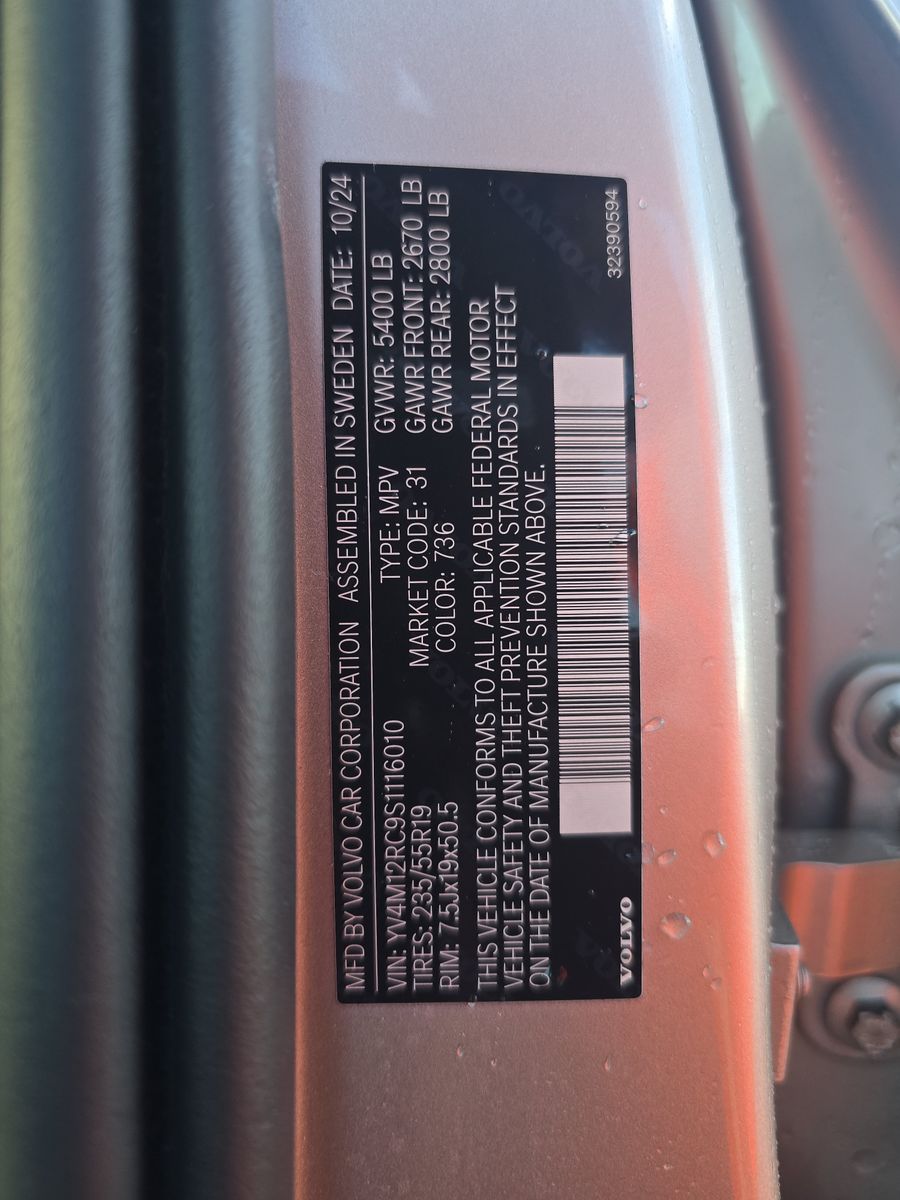 MFD BY VOLVO CAR CORPORATION ASSEMBLED IN SWEDEN DATE: 10/24
VIN: YV4M12RC9S1116010 TYPE: MPV GVWR: 5400 LB
TIRES: 235/55R19 MARKET CODE: 31 GAWR FRONT: 2670 LB
RIM: 7.5Jx19x50.5 COLOR: 736 GAWR REAR: 2800 LB
THIS VEHICLE CONFORMS TO ALL APPLICABLE FEDERAL MOTOR
VEHICLE SAFETY AND THEFT PREVENTION STANDARDS IN EFFECT
ON THE DATE OF MANUFACTURE SHOWN ABOVE.
VOLVO 32390594